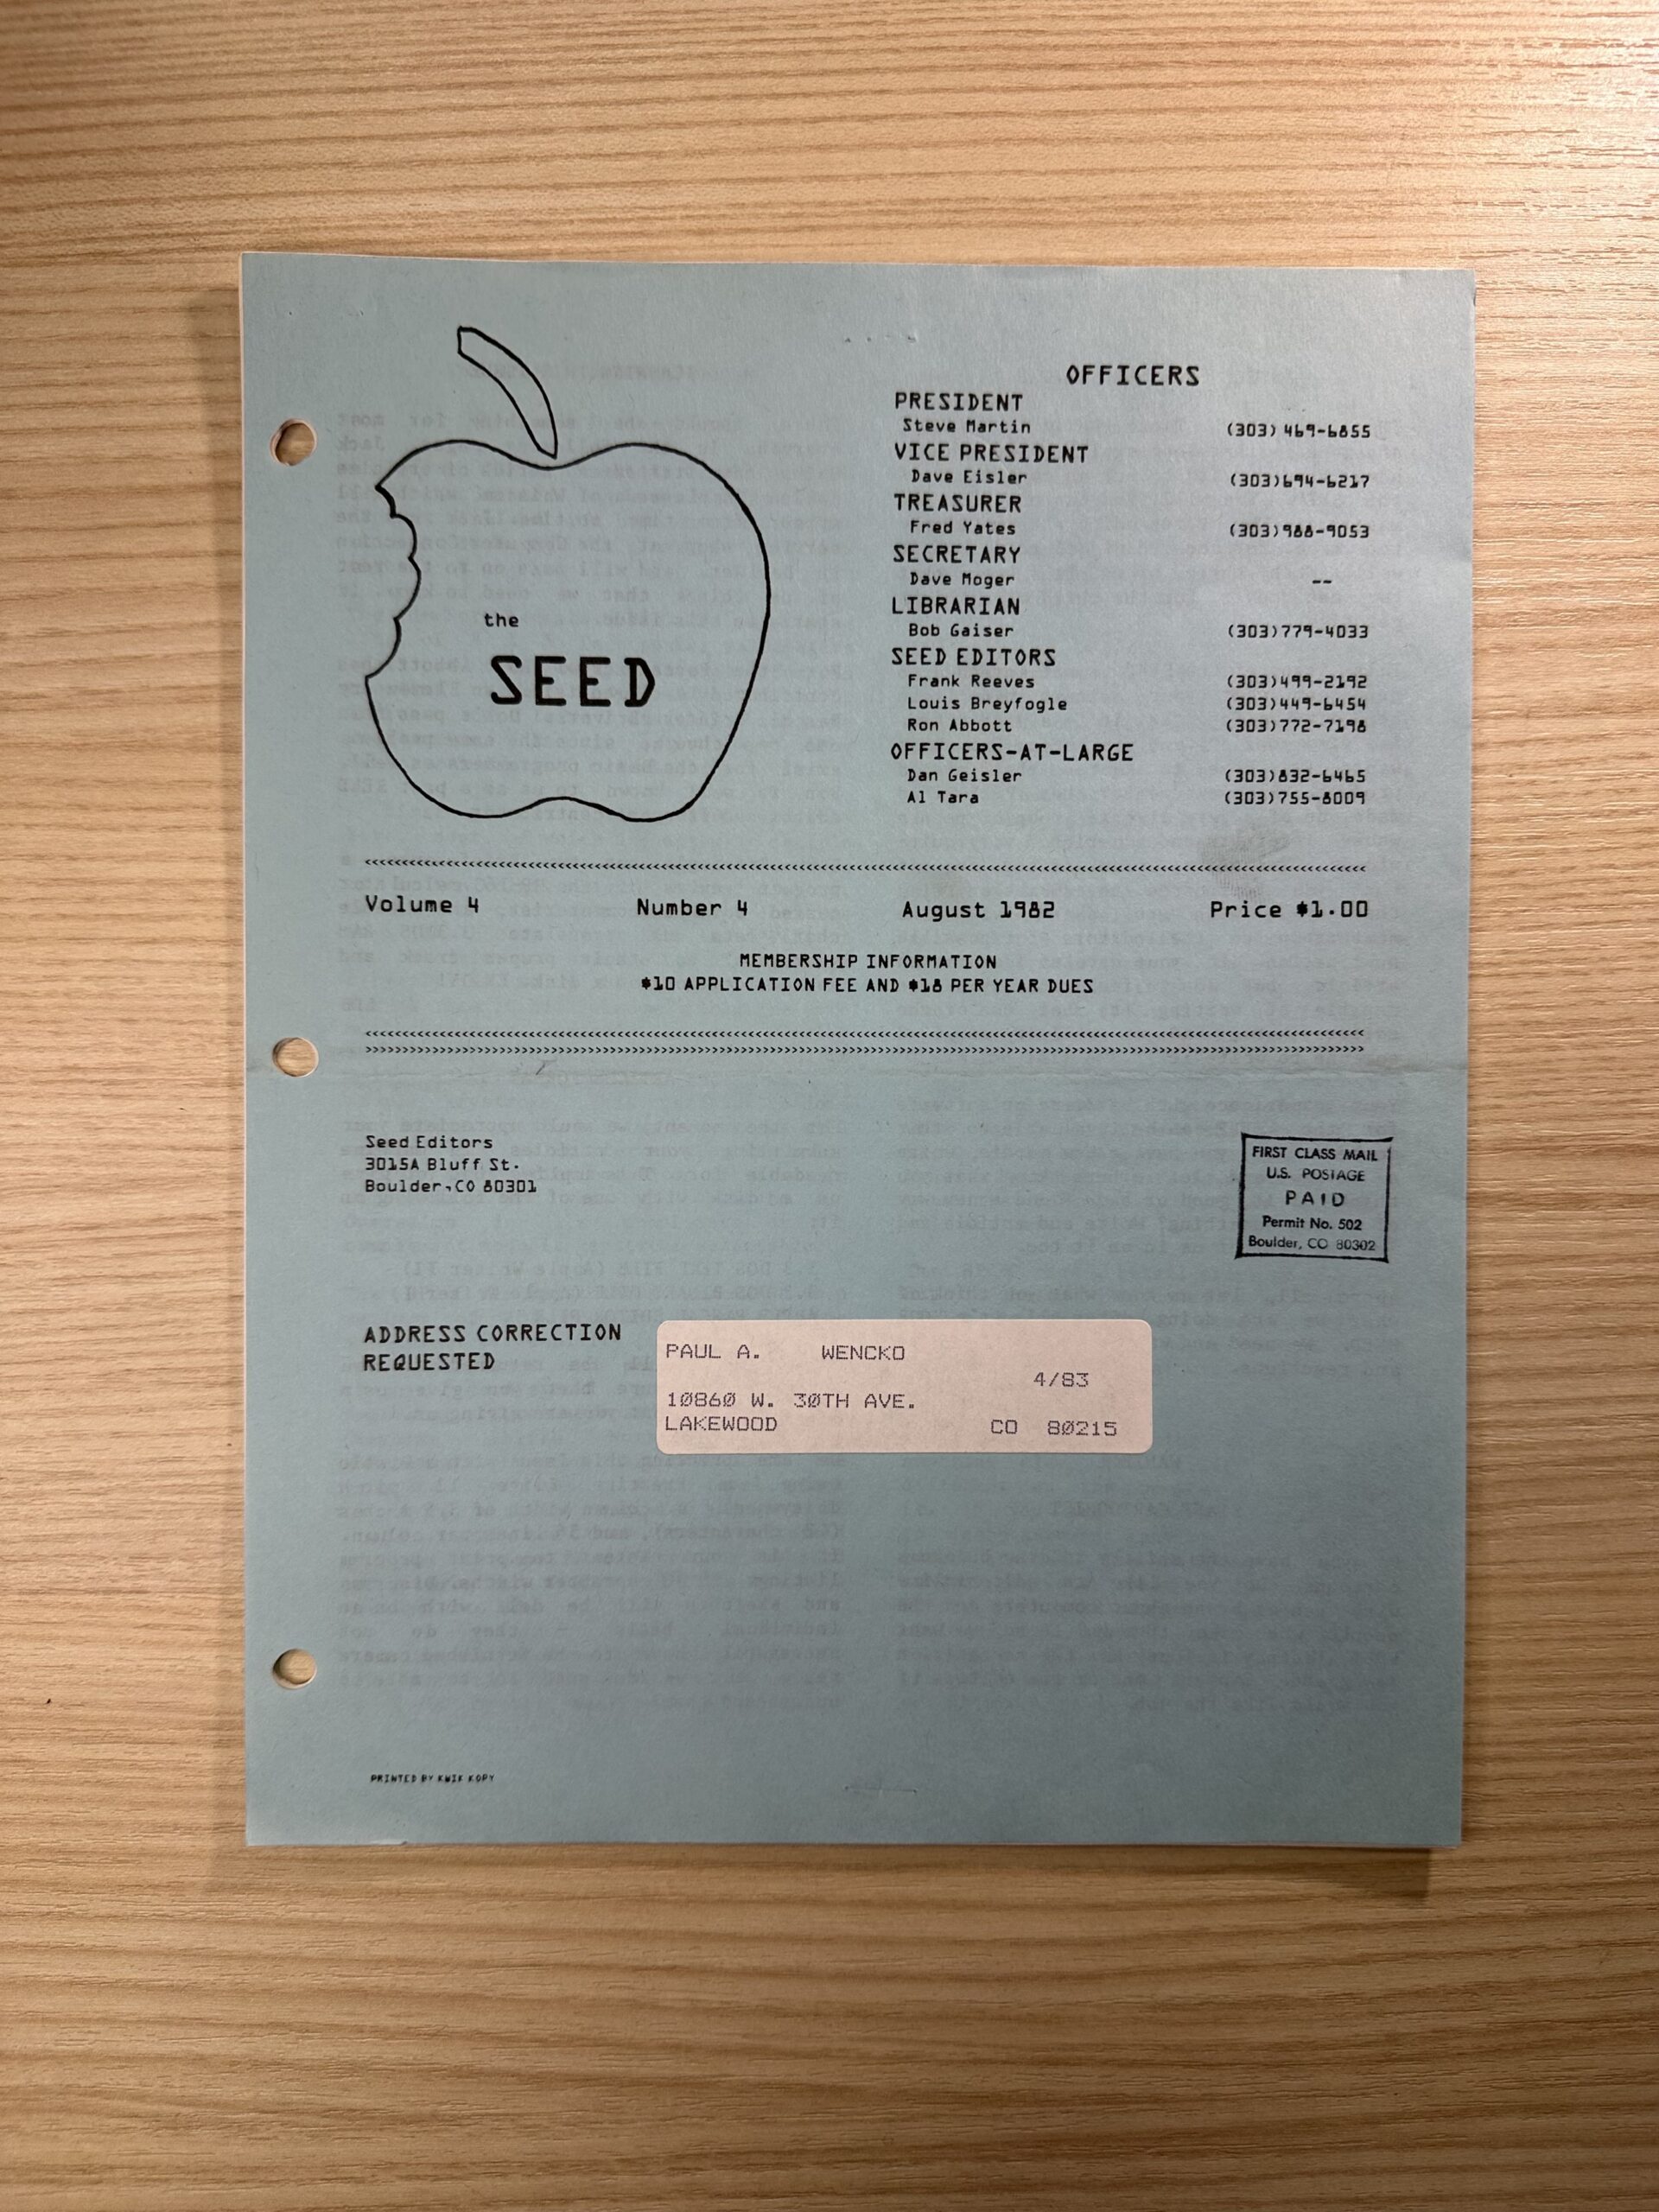 the
SEED
OFFICERS
PRESIDENT
Steve Martin (303) 469-6855
VICE PRESIDENT
Dave Eisler (303)694-6217
TREASURER
Fred Yates (303)988-9053
SECRETARY
Dave Moger --
LIBRARIAN
Bob Gaiser (303)779-4033
SEED EDITORS
Frank Reeves (303)499-2192
Louis Breyfogle (303)449-6454
Ron Abbott (303)772-7198
OFFICERS-AT-LARGE
Dan Geisler (303)832-6465
Al Tara (303)755-8009
Volume 4 Number 4 August 1982 Price $1.00
MEMBERSHIP INFORMATION
$10 APPLICATION FEE AND $18 PER YEAR DUES
Seed Editors
3015A Bluff St.
Boulder, CO 80301
FIRST CLASS MAIL
U.S. POSTAGE
PAID
Permit No. 502
Boulder, CO 80302
ADDRESS CORRECTION
REQUESTED
PAUL A. WENCKO
4/83
10860 W. 30TH AVE.
LAKEWOOD CO 80215
PRINTED BY KWIK KOPY